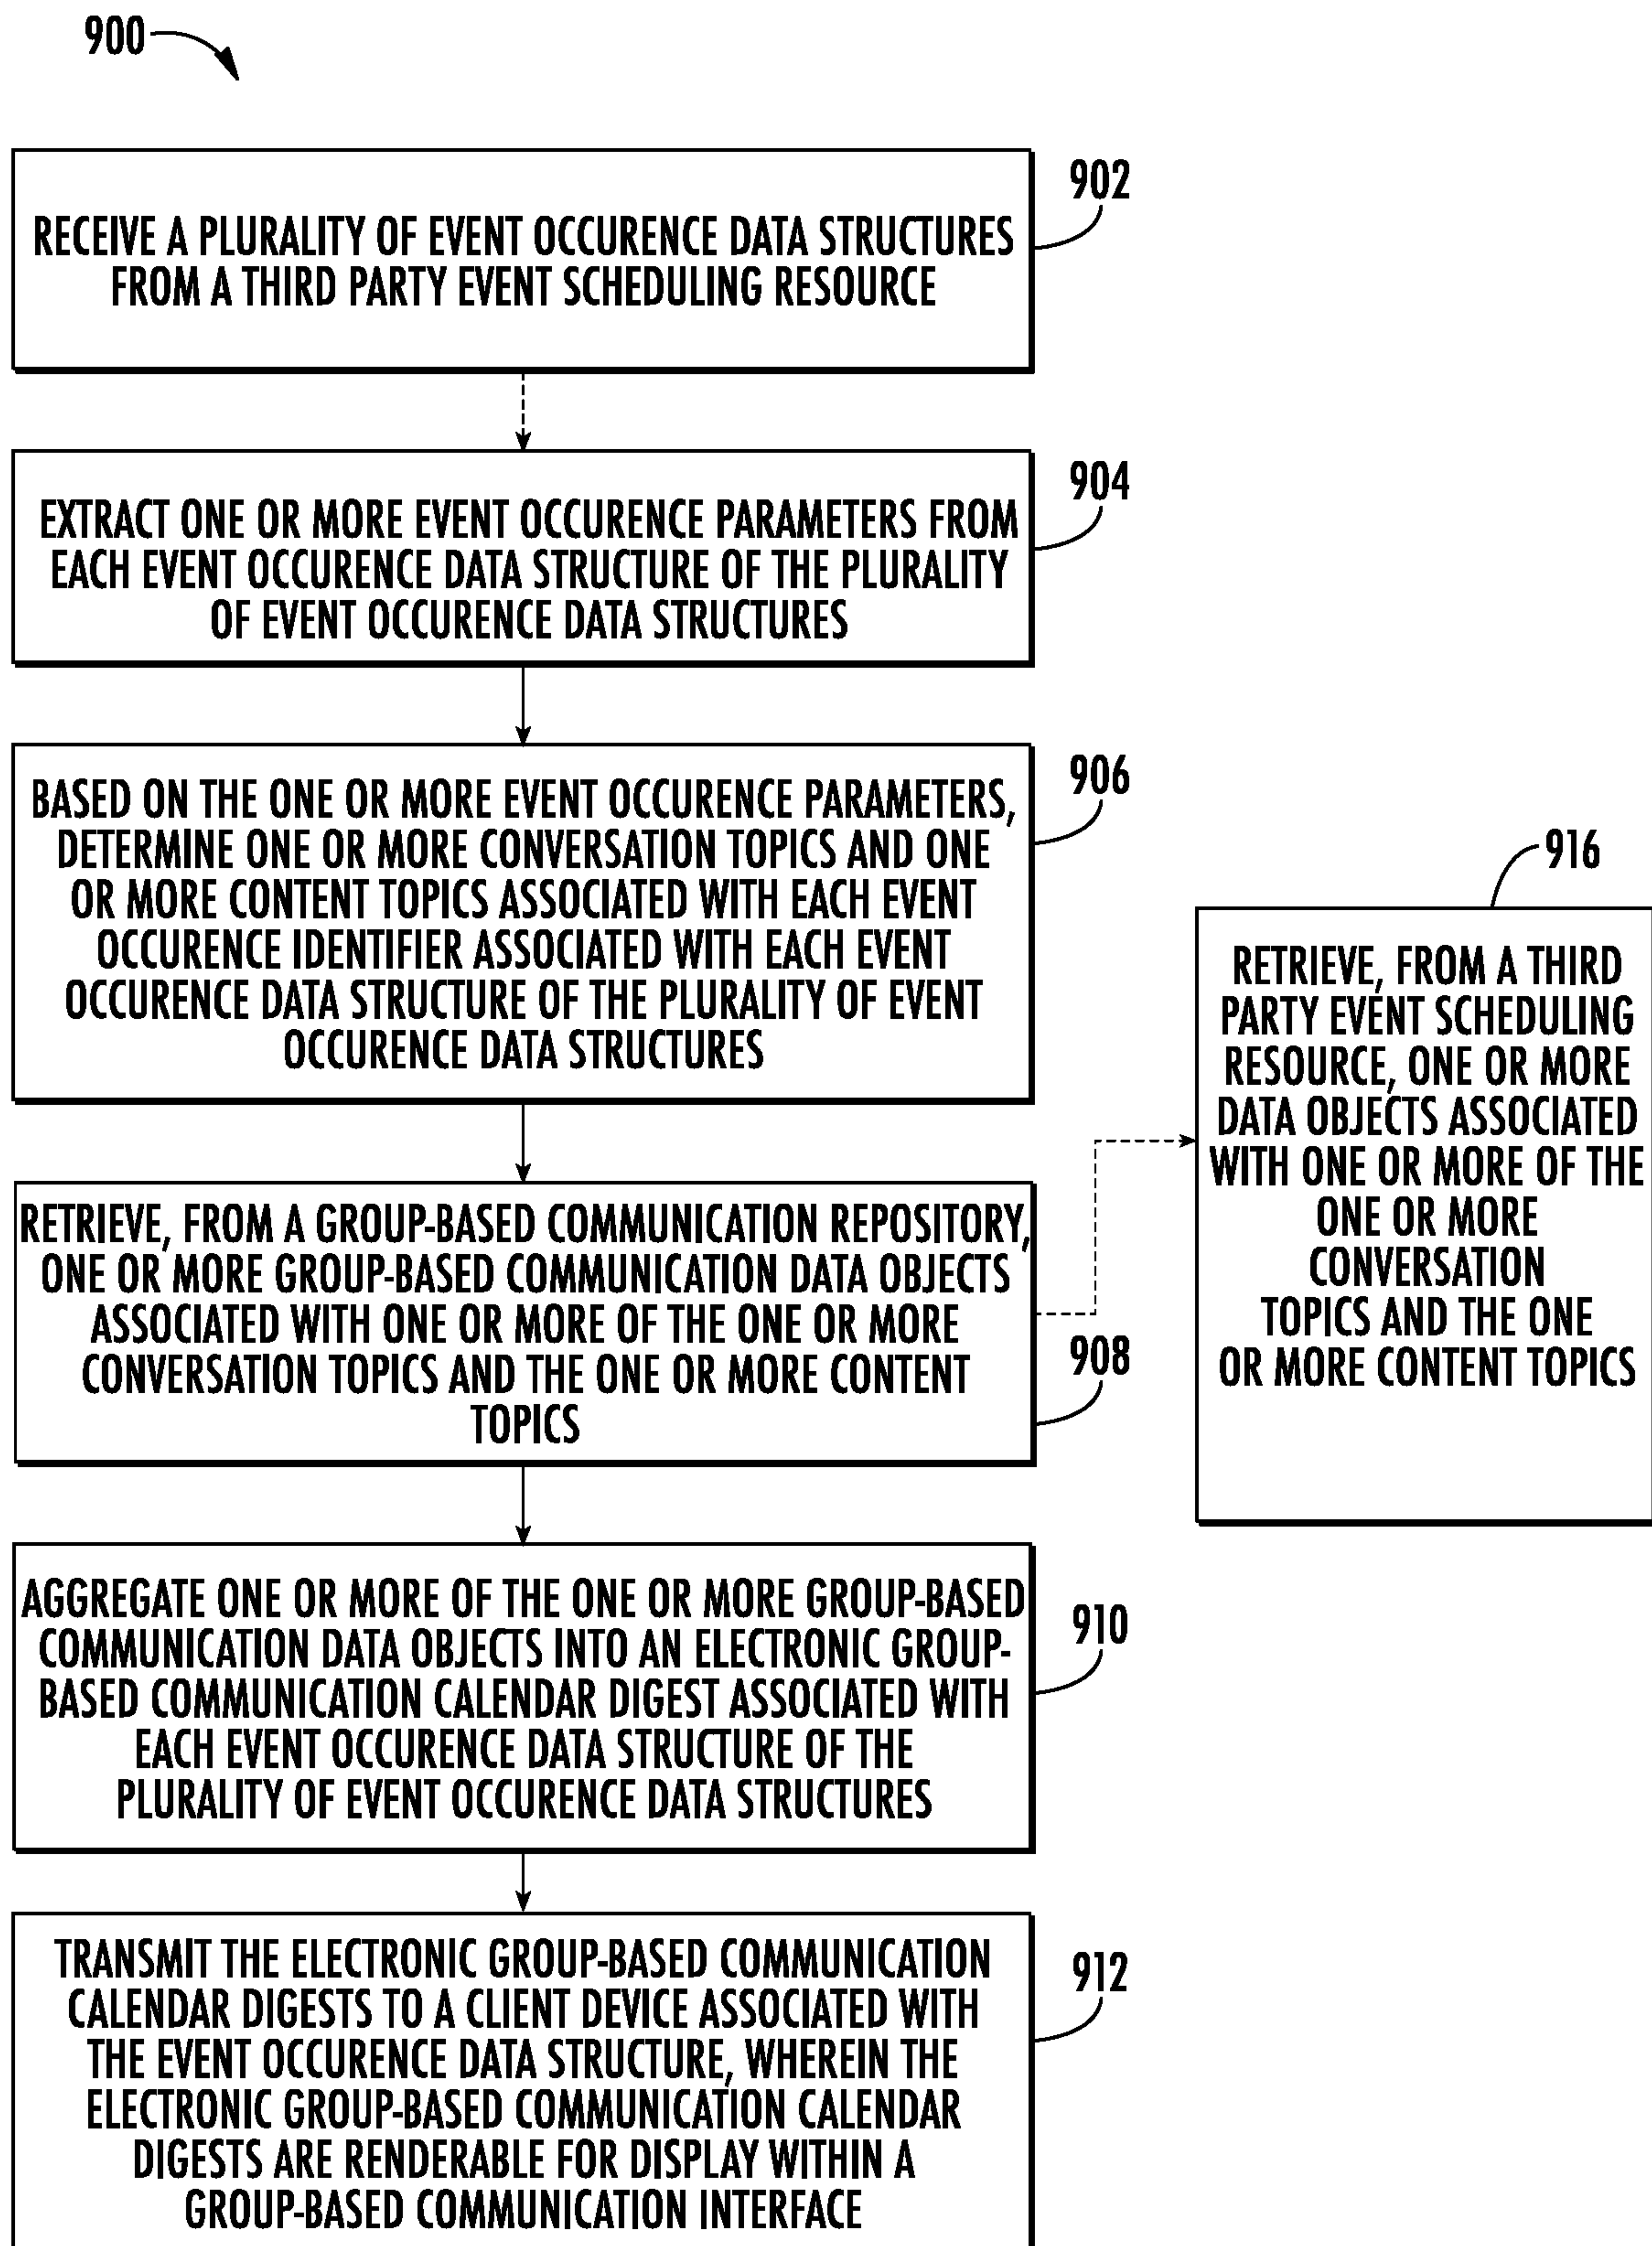 900
902
RECEIVE A PLURALITY OF EVENT OCCURENCE DATA STRUCTURES
FROM A THIRD PARTY EVENT SCHEDULING RESOURCE
904
EXTRACT ONE OR MORE EVENT OCCURENCE PARAMETERS FROM
EACH EVENT OCCURENCE DATA STRUCTURE OF THE PLURALITY
OF EVENT OCCURENCE DATA STRUCTURES
906
BASED ON THE ONE OR MORE EVENT OCCURENCE PARAMETERS,
DETERMINE ONE OR MORE CONVERSATION TOPICS AND ONE
OR MORE CONTENT TOPICS ASSOCIATED WITH EACH EVENT
OCCURENCE IDENTIFIER ASSOCIATED WITH EACH EVENT
OCCURENCE DATA STRUCTURE OF THE PLURALITY OF EVENT
OCCURENCE DATA STRUCTURES
916
RETRIEVE, FROM A THIRD
PARTY EVENT SCHEDULING
RESOURCE, ONE OR MORE
DATA OBJECTS ASSOCIATED
WITH ONE OR MORE OF THE
ONE OR MORE
CONVERSATION
TOPICS AND THE ONE
OR MORE CONTENT TOPICS
RETRIEVE, FROM A GROUP-BASED COMMUNICATION REPOSITORY,
ONE OR MORE GROUP-BASED COMMUNICATION DATA OBJECTS
ASSOCIATED WITH ONE OR MORE OF THE ONE OR MORE
CONVERSATION TOPICS AND THE ONE OR MORE CONTENT
TOPICS
908
AGGREGATE ONE OR MORE OF THE ONE OR MORE GROUP-BASED
COMMUNICATION DATA OBJECTS INTO AN ELECTRONIC GROUP-
BASED COMMUNICATION CALENDAR DIGEST ASSOCIATED WITH
EACH EVENT OCCURENCE DATA STRUCTURE OF THE
PLURALITY OF EVENT OCCURENCE DATA STRUCTURES
910
TRANSMIT THE ELECTRONIC GROUP-BASED COMMUNICATION
CALENDAR DIGESTS TO A CLIENT DEVICE ASSOCIATED WITH
THE EVENT OCCURENCE DATA STRUCTURE, WHEREIN THE
ELECTRONIC GROUP-BASED COMMUNICATION CALENDAR
DIGESTS ARE RENDERABLE FOR DISPLAY WITHIN A
GROUP-BASED COMMUNICATION INTERFACE
912